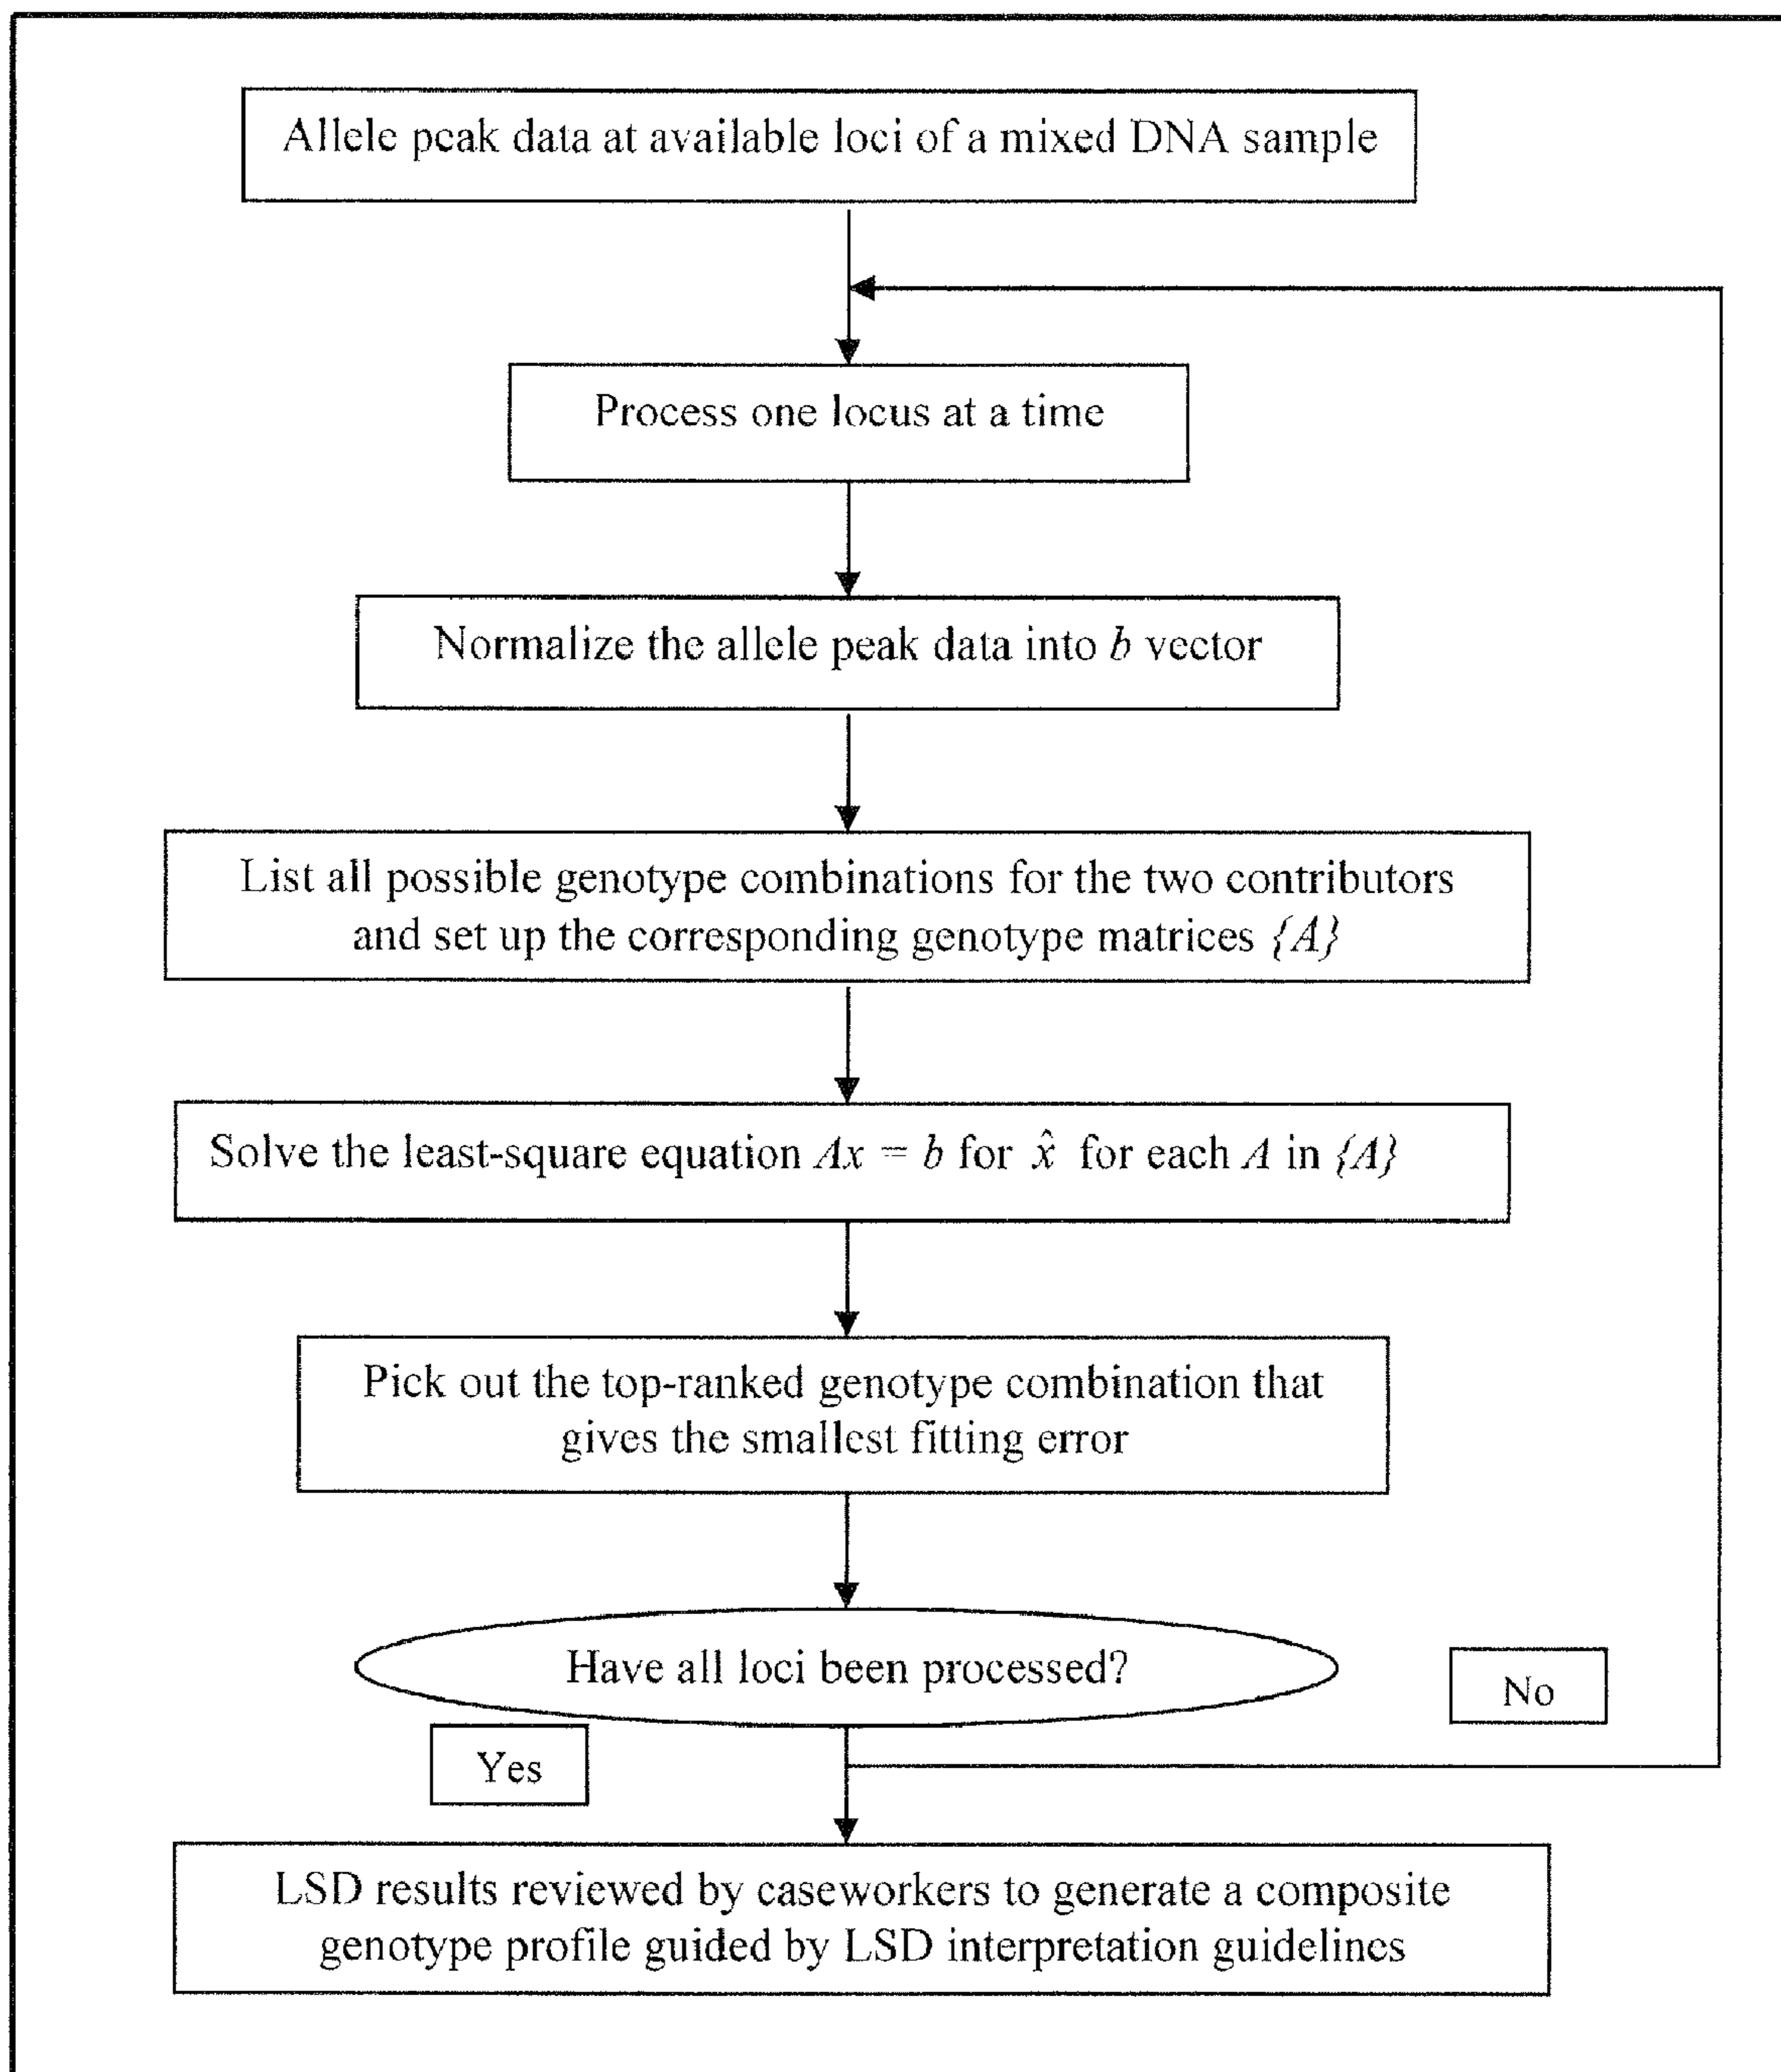 Allele peak data at available loci of a mixed DNA sample
Process one locus at a time
Normalize the allele peak data into b vector
List all possible genotype combinations for the two contributors
and set up the corresponding genotype matrices {A}
Solve the least-square equation Ax = b for x̂ for each A in {A}
Pick out the top-ranked genotype combination that
gives the smallest fitting error
Have all loci been processed?
No
Yes
LSD results reviewed by caseworkers to generate a composite
genotype profile guided by LSD interpretation guidelines